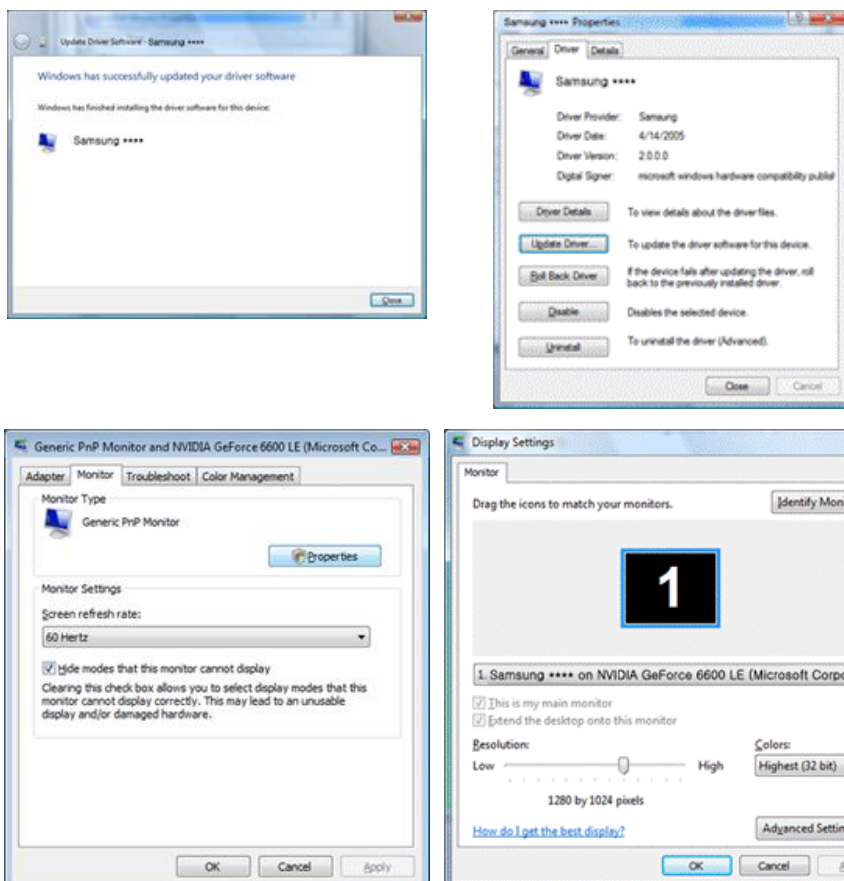 Update Driver Software - Samsung ****
Windows has successfully updated your driver software
Windows has finished installing the driver software for this device:
Samsung ****
Close
Samsung **** Properties
General Driver Details
Samsung ****
Driver Provider: Samsung
Driver Date: 4/14/2005
Driver Version: 2.0.0.0
Digital Signer: microsoft windows hardware compatibility publisl
Driver Details To view details about the driver files.
Update Driver... To update the driver software for this device.
Roll Back Driver If the device fails after updating the driver, roll
back to the previously installed driver.
Disable Disables the selected device.
Uninstall To uninstall the driver (Advanced).
Close Cancel
Generic PnP Monitor and NVIDIA GeForce 6600 LE (Microsoft Co...
Adapter Monitor Troubleshoot Color Management
Monitor Type
Generic PnP Monitor
Properties
Monitor Settings
Screen refresh rate:
60 Hertz
Hide modes that this monitor cannot display
Clearing this check box allows you to select display modes that this
monitor cannot display correctly. This may lead to an unusable
display and/or damaged hardware.
OK Cancel Apply
Display Settings
Monitor
Drag the icons to match your monitors.
Identify Mon
1
1. Samsung **** on NVIDIA GeForce 6600 LE (Microsoft Corpo
This is my main monitor
Extend the desktop onto this monitor
Resolution: Colors:
Low High Highest (32 bit)
1280 by 1024 pixels
How do I get the best display? Advanced Settin
OK Cancel A